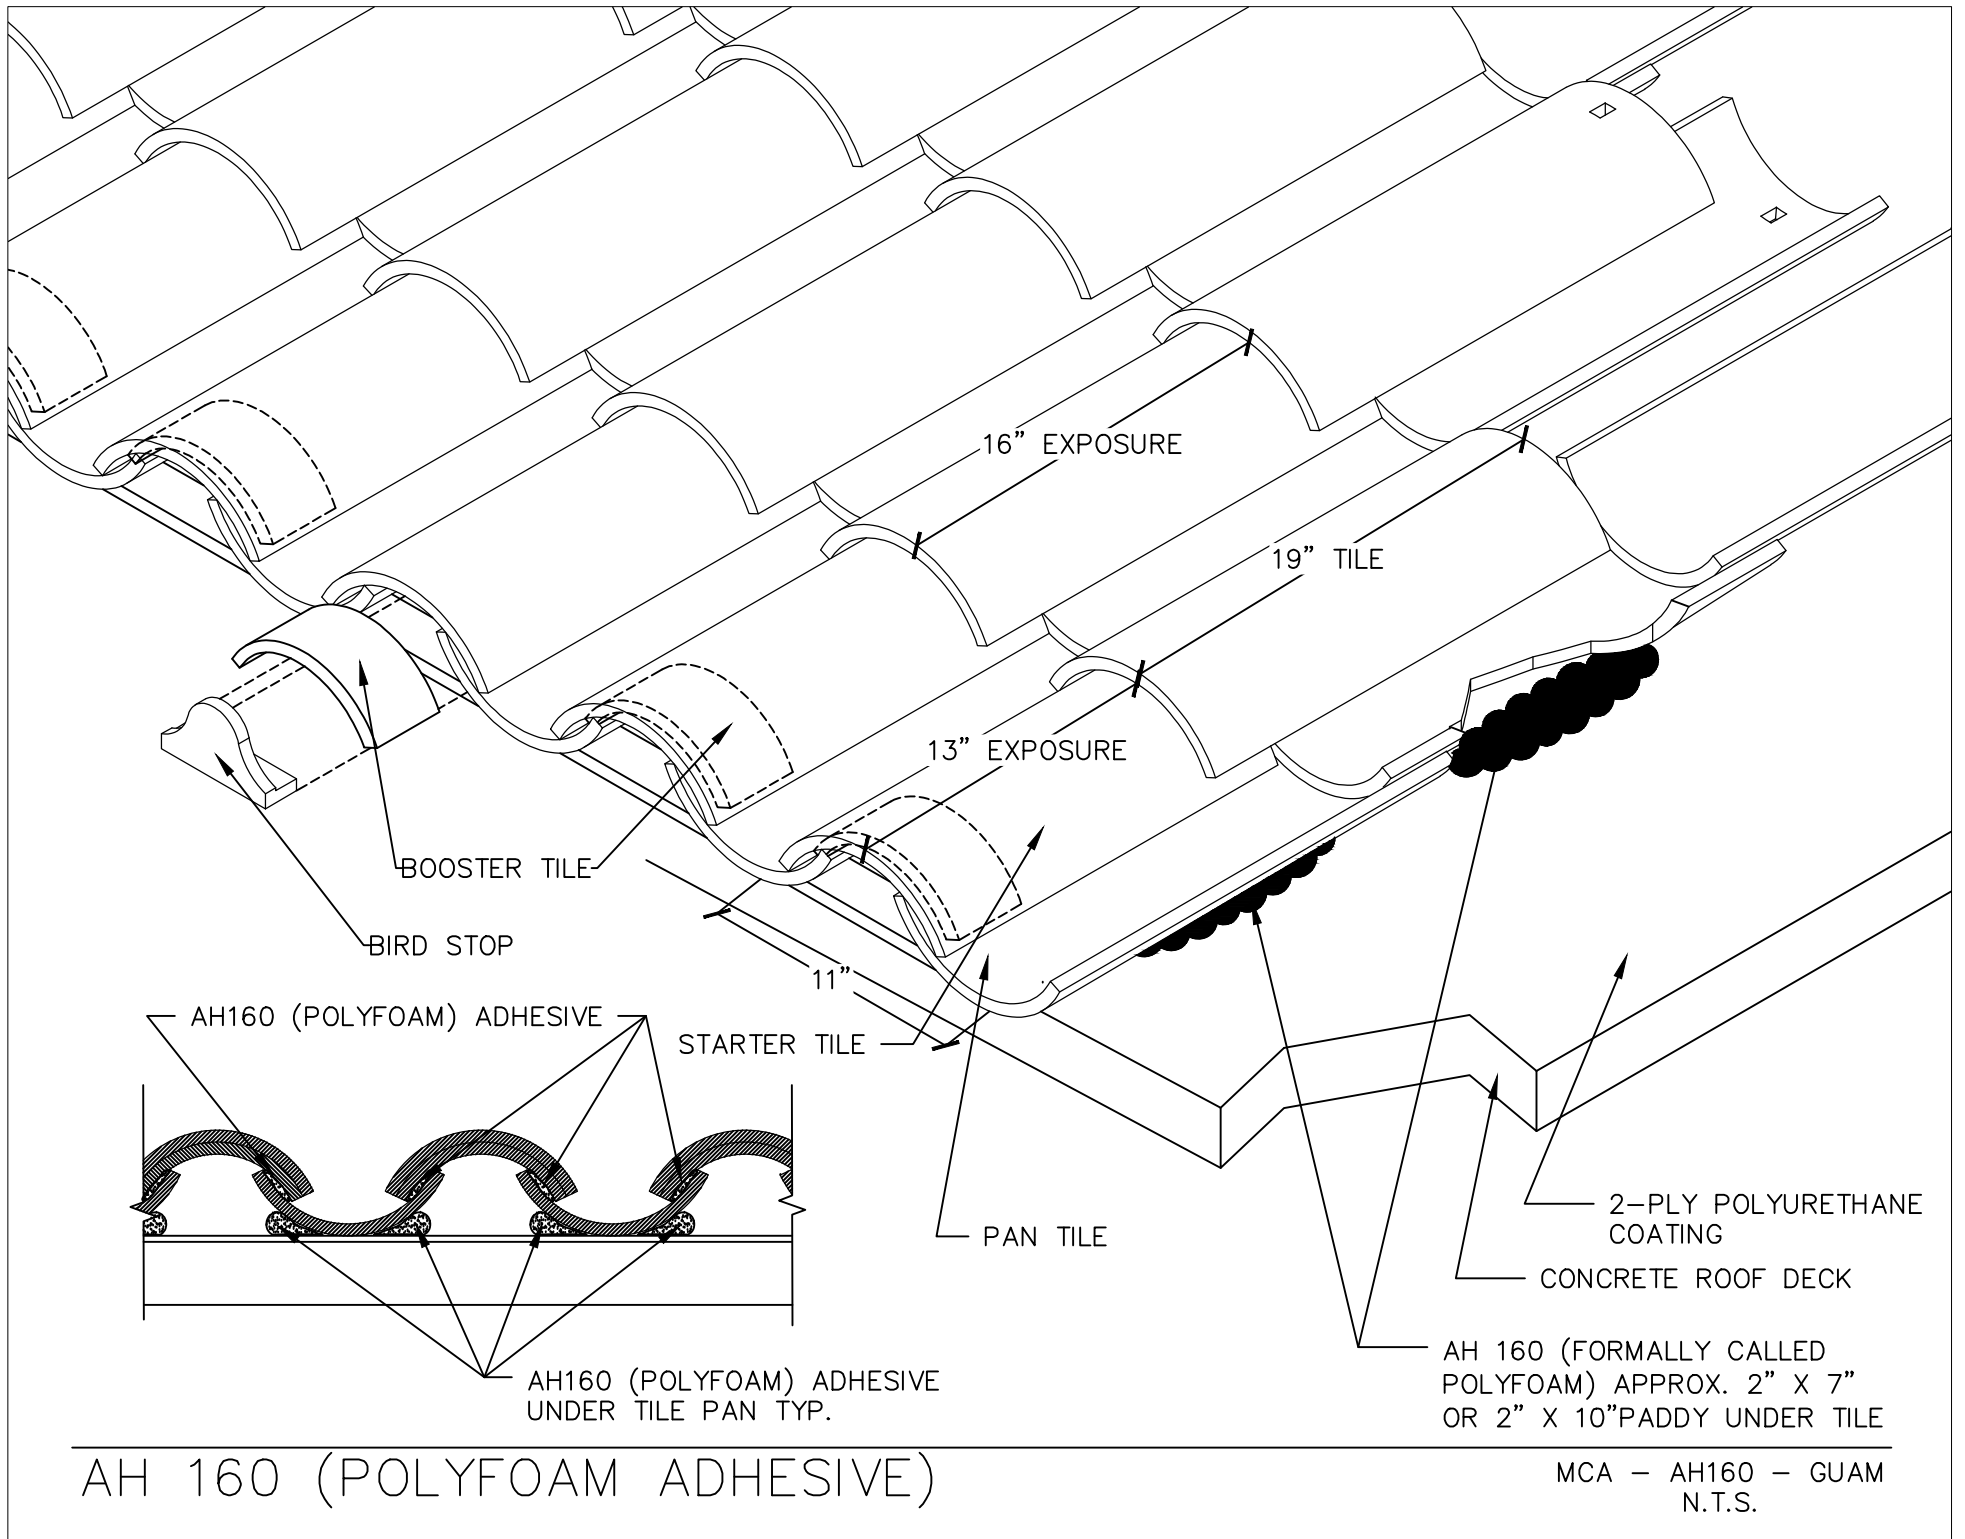 16” EXPOSURE
19” TILE
13” EXPOSURE
BOOSTER TILE
BIRD STOP
11”
AH160 (POLYFOAM) ADHESIVE
STARTER TILE
PAN TILE
2–PLY POLYURETHANE
COATING
CONCRETE ROOF DECK
AH 160 (FORMALLY CALLED
POLYFOAM) APPROX. 2” X 7”
OR 2” X 10”PADDY UNDER TILE
AH160 (POLYFOAM) ADHESIVE
UNDER TILE PAN TYP.
AH 160 (POLYFOAM ADHESIVE)
MCA – AH160 – GUAM
N.T.S.